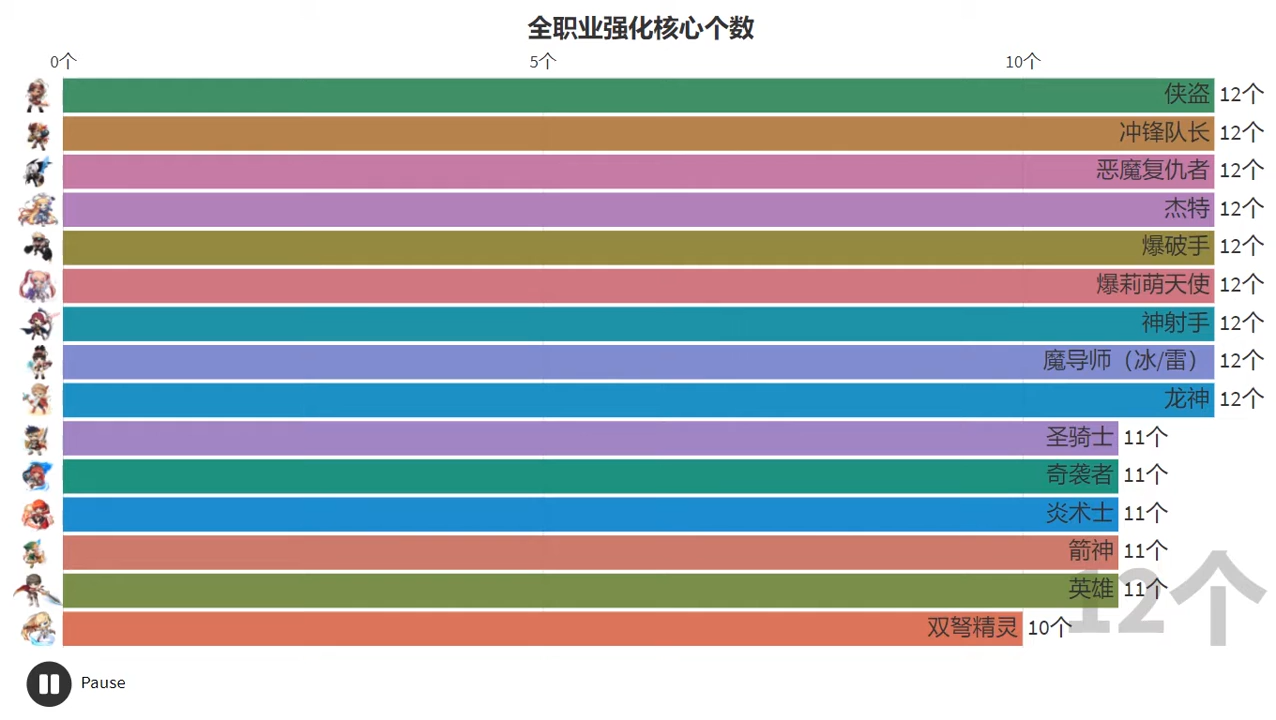 全职业强化核心个数
0个 5个 10个
侠盗 12个
冲锋队长 12个
恶魔复仇者 12个
杰特 12个
爆破手 12个
爆莉萌天使 12个
神射手 12个
魔导师（冰/雷） 12个
龙神 12个
圣骑士 11个
奇袭者 11个
炎术士 11个
箭神 11个
英雄 11个
双弩精灵 10个
12个
Pause